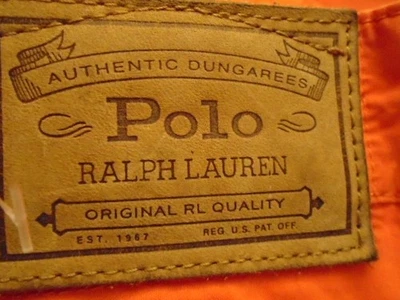 AUTHENTIC DUNGAREES
Polo
RALPH LAUREN
ORIGINAL RL QUALITY
EST. 1967 REG. U.S. PAT. OFF.